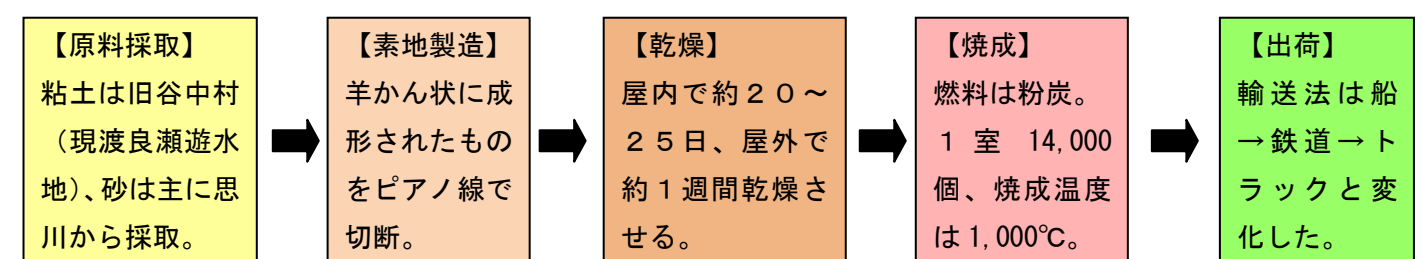 【原料採取】
粘土は旧谷中村
（現渡良瀬遊水
地）、砂は主に思
川から採取。
【素地製造】
羊かん状に成
形されたもの
をピアノ線で
切断。
【乾燥】
屋内で約２０～
２５日、屋外で
約１週間乾燥さ
せる。
【焼成】
燃料は粉炭。
１室 14,000
個、焼成温度
は 1,000℃。
【出荷】
輸送法は船
→鉄道→ト
ラックと変
化した。